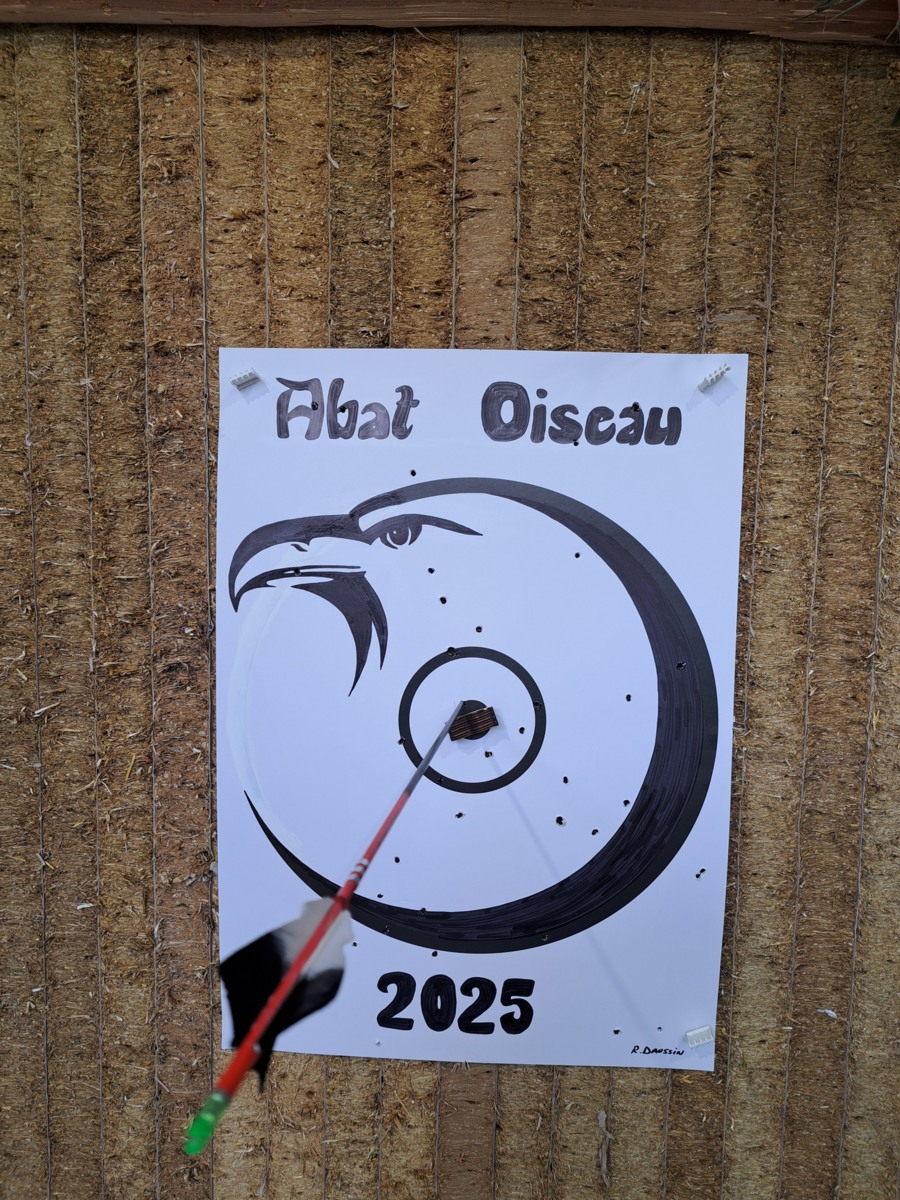 Abat Oiseau
2025
R. DAUSSIN